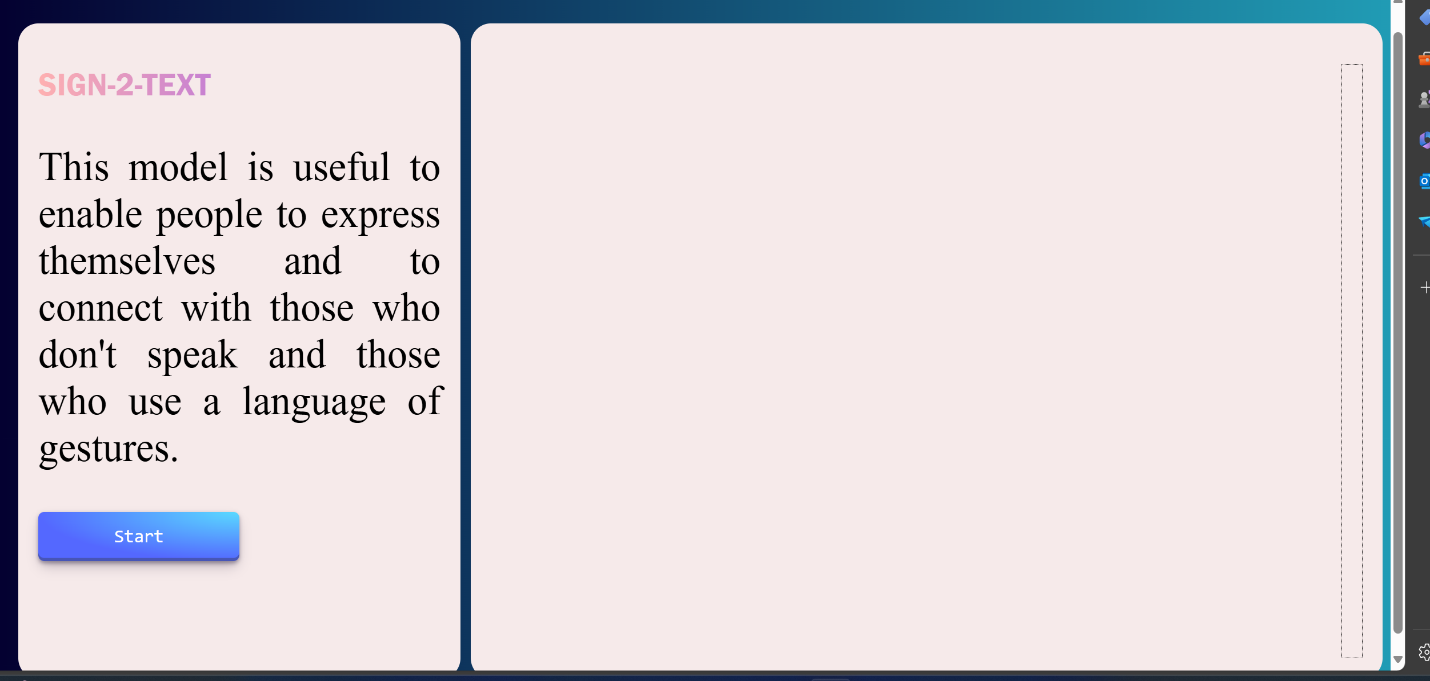 SIGN-2-TEXT
This model is useful to
enable people to express
themselves and to
connect with those who
don't speak and those
who use a language of
gestures.
Start